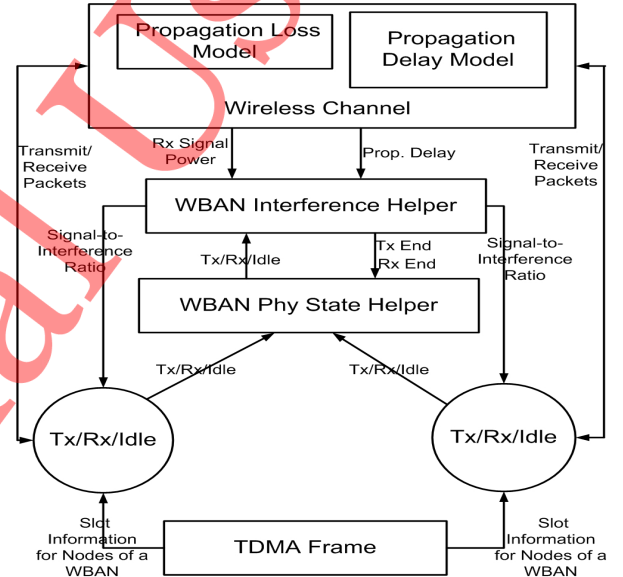 Propagation Loss
Model
Propagation
Delay Model
Wireless Channel
Transmit/
Receive
Packets
Rx Signal
Power
Prop. Delay
Transmit/
Receive
Packets
WBAN Interference Helper
Signal-to-
Interference
Ratio
Tx/Rx/Idle
Tx End
Rx End
Signal-to-
Interference
Ratio
WBAN Phy State Helper
Tx/Rx/Idle
Tx/Rx/Idle
Tx/Rx/Idle
Tx/Rx/Idle
Slot
Information
for Nodes of a
WBAN
TDMA Frame
Slot
Information
for Nodes of a
WBAN